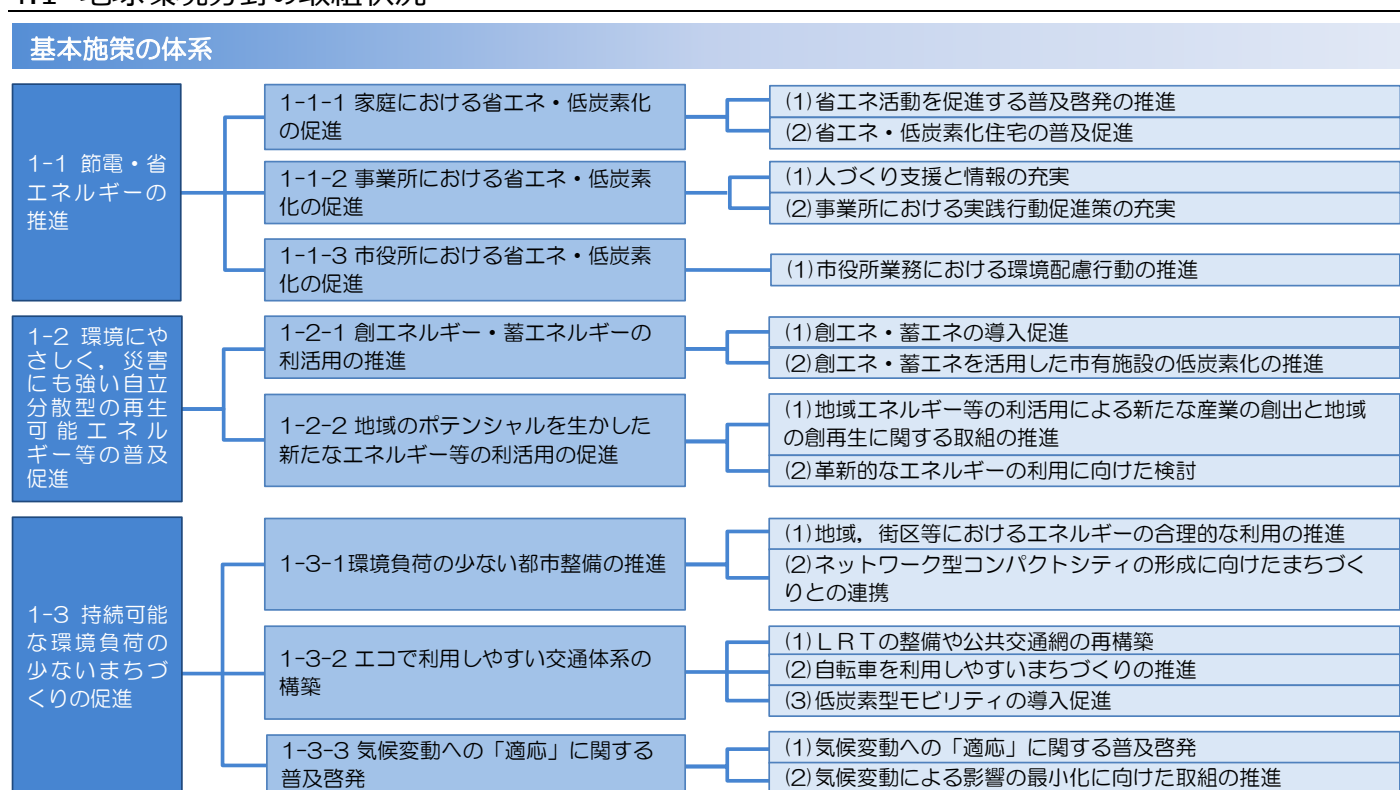 4.1 地球環境分野の取組状況
基本施策の体系
1-1 節電・省
エネルギーの
推進
1-1-1 家庭における省エネ・低炭素化
の促進
(1)省エネ活動を促進する普及啓発の推進
(2)省エネ・低炭素化住宅の普及促進
1-1-2 事業所における省エネ・低炭素
化の促進
(1)人づくり支援と情報の充実
(2)事業所における実践行動促進策の充実
1-1-3 市役所における省エネ・低炭素
化の促進
(1)市役所業務における環境配慮行動の推進
1-2 環境にや
さしく，災害
にも強い自立
分散型の再生
可能エネル
ギー等の普及
促進
1-2-1 創エネルギー・蓄エネルギーの
利活用の推進
(1)創エネ・蓄エネの導入促進
(2)創エネ・蓄エネを活用した市有施設の低炭素化の推進
1-2-2 地域のポテンシャルを生かした
新たなエネルギー等の利活用の促進
(1)地域エネルギー等の利活用による新たな産業の創出と地域
の創再生に関する取組の推進
(2)革新的なエネルギーの利用に向けた検討
1-3 持続可能
な環境負荷の
少ないまちづ
くりの促進
1-3-1環境負荷の少ない都市整備の推進
(1)地域，街区等におけるエネルギーの合理的な利用の推進
(2)ネットワーク型コンパクトシティの形成に向けたまちづく
りとの連携
1-3-2 エコで利用しやすい交通体系の
構築
(1)ＬＲＴの整備や公共交通網の再構築
(2)自転車を利用しやすいまちづくりの推進
(3)低炭素型モビリティの導入促進
1-3-3 気候変動への「適応」に関する
普及啓発
(1)気候変動への「適応」に関する普及啓発
(2)気候変動による影響の最小化に向けた取組の推進